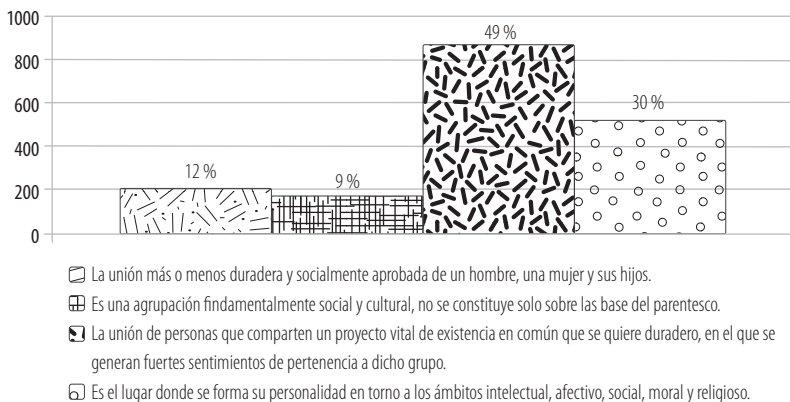 1000
49 %
800
600
30 %
400
12 %
9 %
200
0
La unión más o menos duradera y socialmente aprobada de un hombre, una mujer y sus hijos.
Es una agrupación findamentalmente social y cultural, no se constituye solo sobre las base del parentesco.
La unión de personas que comparten un proyecto vital de existencia en común que se quiere duradero, en el que se
generan fuertes sentimientos de pertenencia a dicho grupo.
Es el lugar donde se forma su personalidad en torno a los ámbitos intelectual, afectivo, social, moral y religioso.